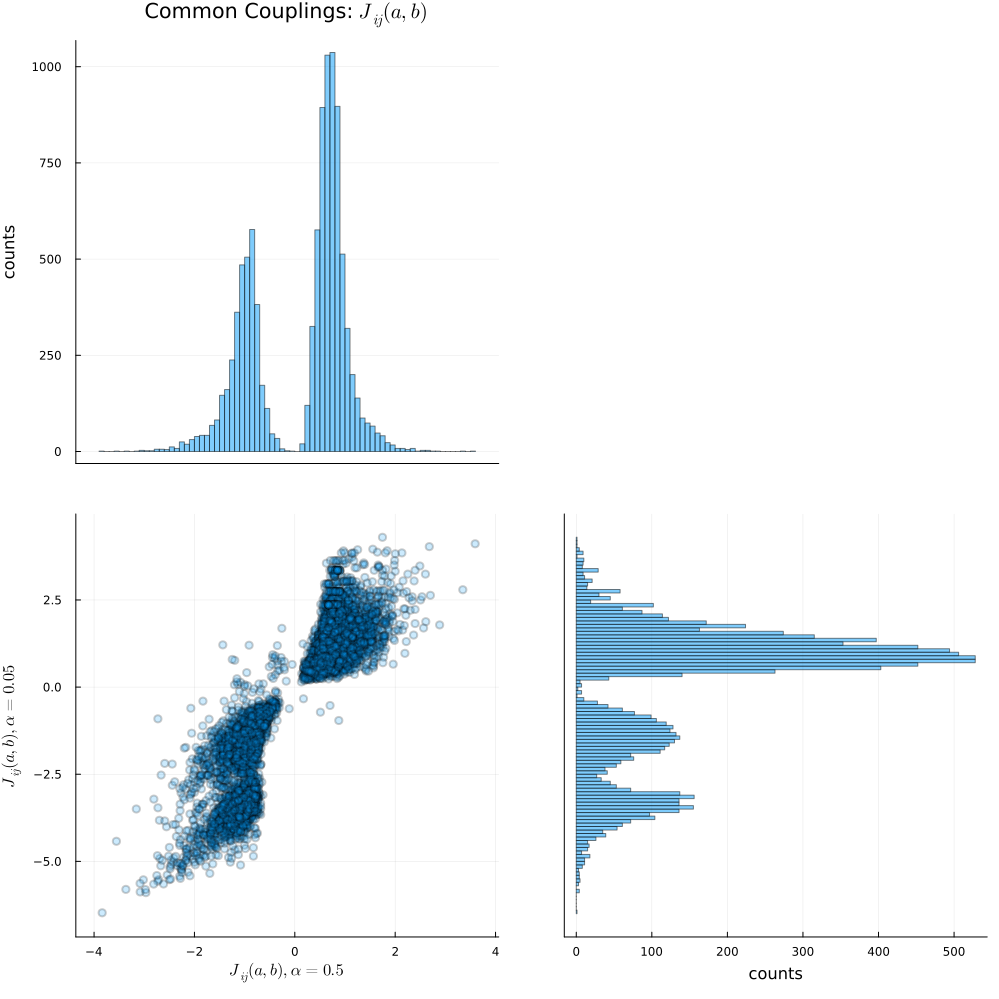 Common Couplings: J_ij(a, b)
1000
750
500
250
0
counts
2.5
0.0
−2.5
−5.0
J_ij(a, b), α = 0.05
−4 −2 0 2 4
J_ij(a, b), α = 0.5
0 100 200 300 400 500
counts